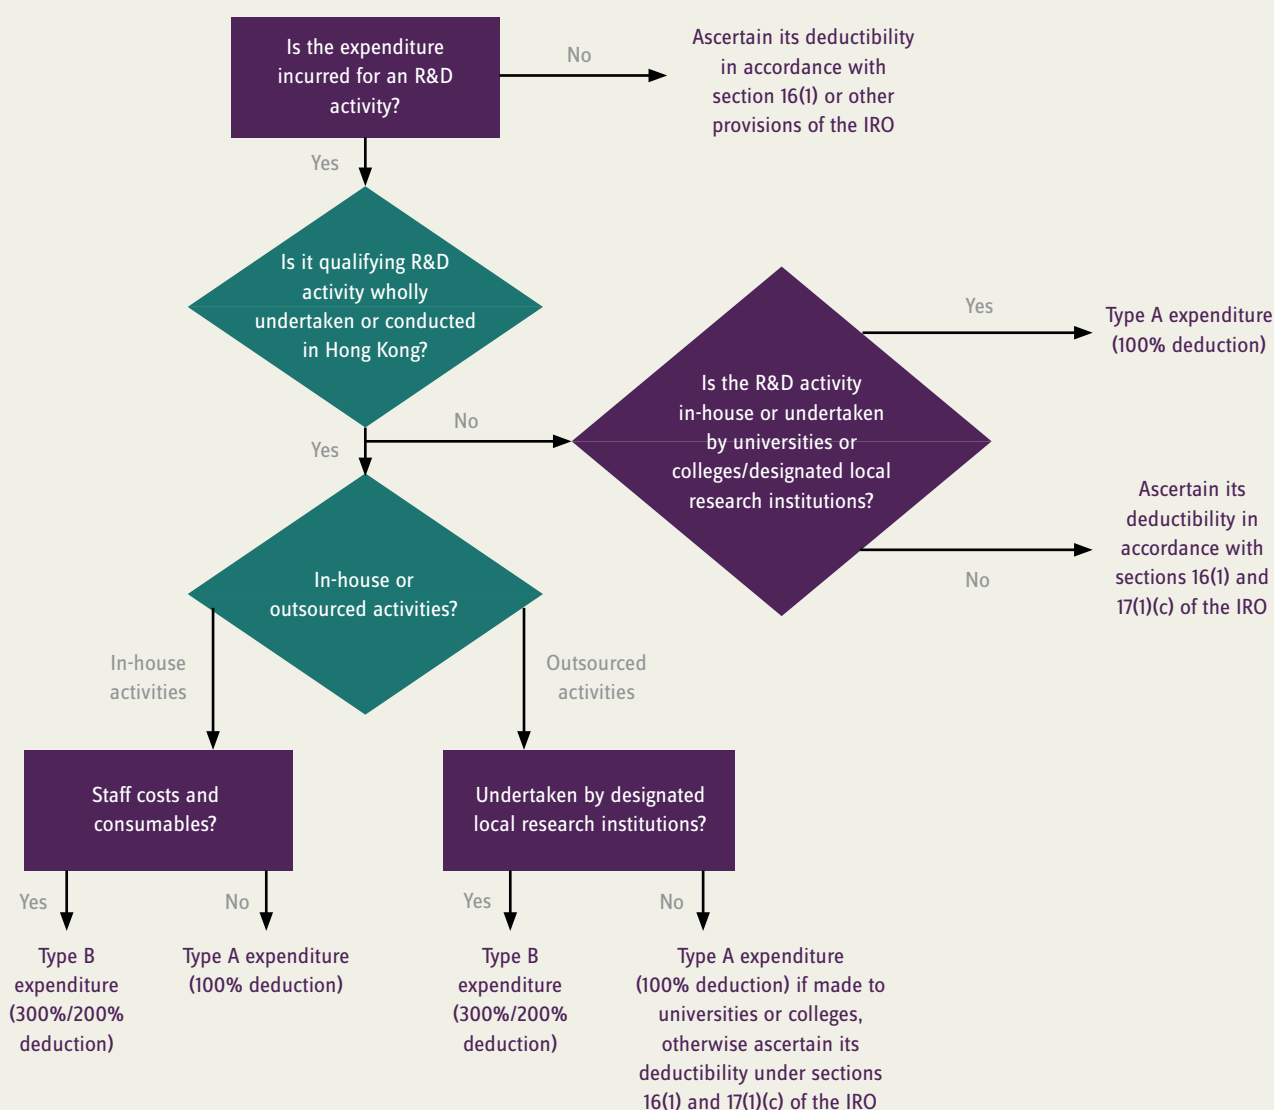 Is the expenditure
incurred for an R&D
activity?
No
Ascertain its deductibility
in accordance with
section 16(1) or other
provisions of the IRO
Yes
Is it qualifying R&D
activity wholly
undertaken or conducted
in Hong Kong?
No
Yes
Is the R&D activity
in-house or undertaken
by universities or
colleges/designated local
research institutions?
Yes
Type A expenditure
(100% deduction)
No
Ascertain its
deductibility in
accordance with
sections 16(1) and
17(1)(c) of the IRO
In-house or
outsourced activities?
In-house
activities
Outsourced
activities
Staff costs and
consumables?
Undertaken by designated
local research institutions?
Yes
No
Yes
No
Type B
expenditure
(300%/200%
deduction)
Type A expenditure
(100% deduction)
Type B
expenditure
(300%/200%
deduction)
Type A expenditure
(100% deduction) if made to
universities or colleges,
otherwise ascertain its
deductibility under sections
16(1) and 17(1)(c) of the IRO